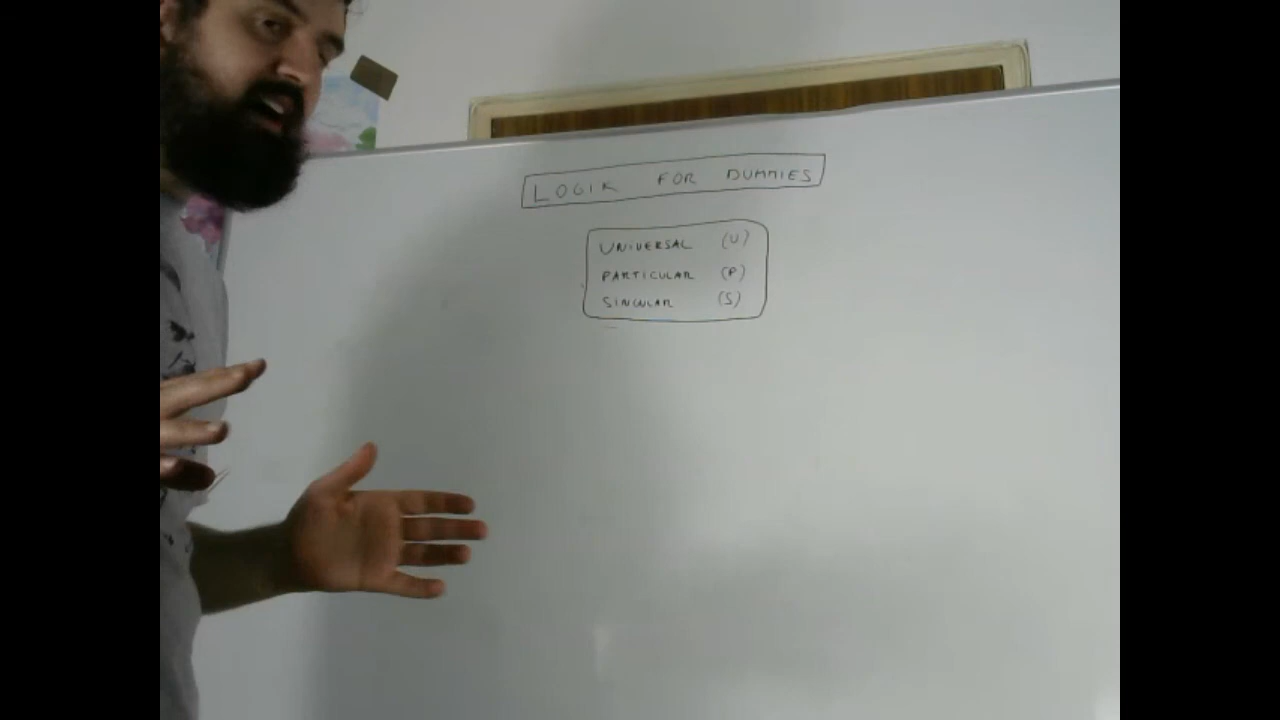 LOGIK FOR DUMMIES
UNIVERSAL (U)
PARTICULAR (P)
SINGULAR (S)